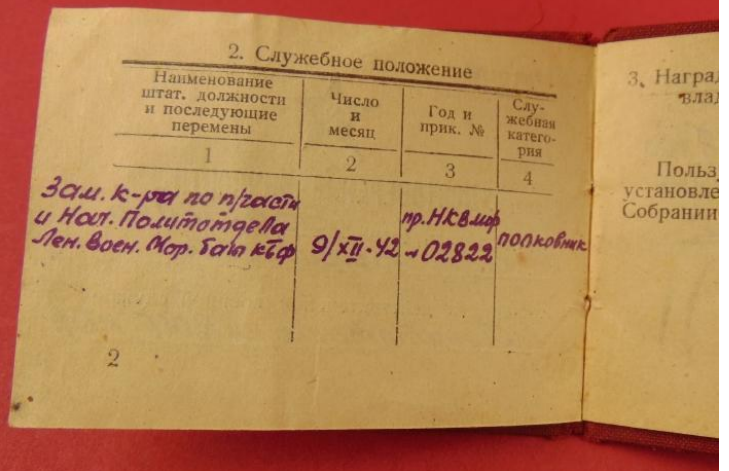 2. Служебное положение
Наименование
штат. должности
и последующие
перемены
Число
и
месяц
Год и
прик. №
Слу-
жебная
катего-
рия
1
2
3
4
Зам. к-ра по п/части
и Нач. Политотдела
Лен. Воен. Мор. базы КБФ
9/XII-42
пр. НКВмф
02822
полковник
2
3. Наград
влад
Польз
установле
Собрании